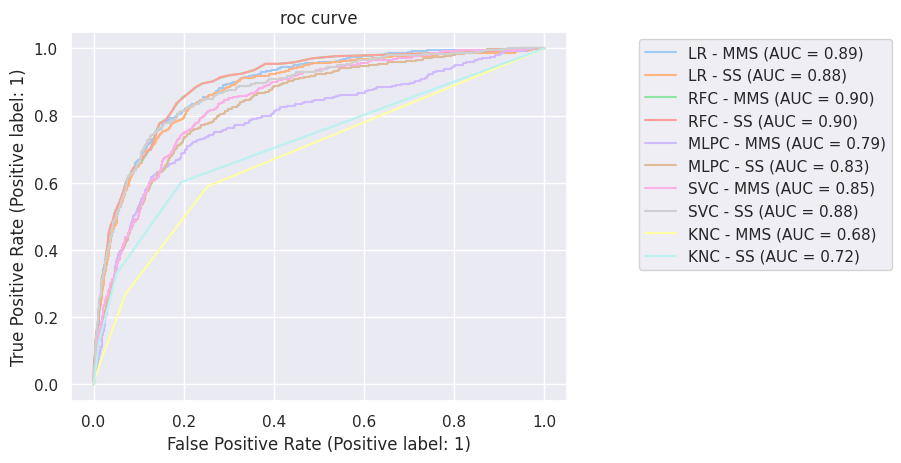 roc curve
1.0
0.8
0.6
0.4
0.2
0.0
True Positive Rate (Positive label: 1)
0.0 0.2 0.4 0.6 0.8 1.0
False Positive Rate (Positive label: 1)
LR - MMS (AUC = 0.89)
LR - SS (AUC = 0.88)
RFC - MMS (AUC = 0.90)
RFC - SS (AUC = 0.90)
MLPC - MMS (AUC = 0.79)
MLPC - SS (AUC = 0.83)
SVC - MMS (AUC = 0.85)
SVC - SS (AUC = 0.88)
KNC - MMS (AUC = 0.68)
KNC - SS (AUC = 0.72)